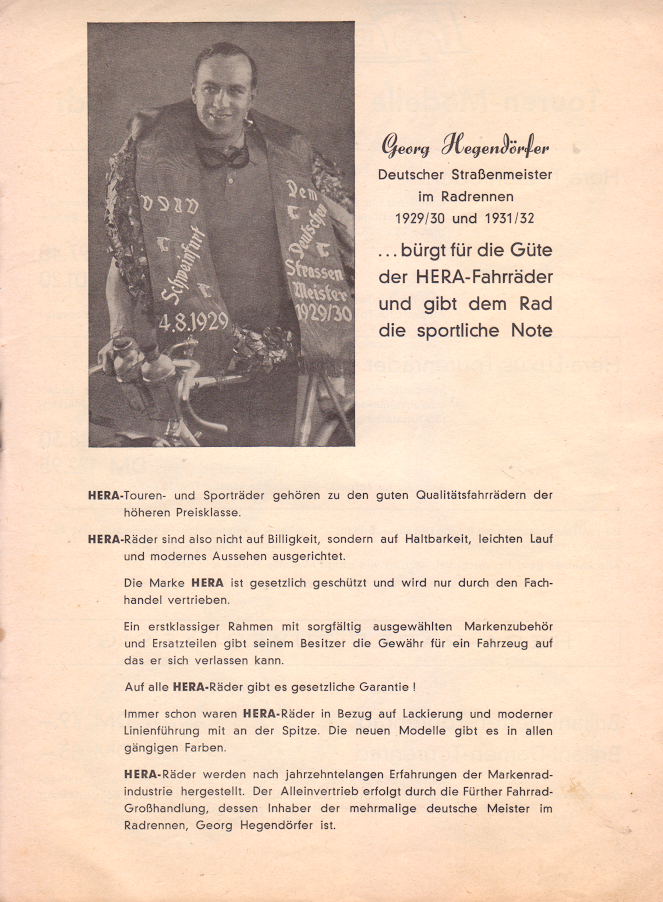 Schweinfurt
4.8.1929
Dem
Deutschen
Strassen
Meister
1929/30
Georg Hegendörfer
Deutscher Straßenmeister
im Radrennen
1929/30 und 1931/32
...bürgt für die Güte
der HERA-Fahrräder
und gibt dem Rad
die sportliche Note
HERA-Touren- und Sporträder gehören zu den guten Qualitätsfahrrädern der
höheren Preisklasse.
HERA-Räder sind also nicht auf Billigkeit, sondern auf Haltbarkeit, leichten Lauf
und modernes Aussehen ausgerichtet.
Die Marke HERA ist gesetzlich geschützt und wird nur durch den Fach-
handel vertrieben.
Ein erstklassiger Rahmen mit sorgfältig ausgewählten Markenzubehör
und Ersatzteilen gibt seinem Besitzer die Gewähr für ein Fahrzeug auf
das er sich verlassen kann.
Auf alle HERA-Räder gibt es gesetzliche Garantie !
Immer schon waren HERA-Räder in Bezug auf Lackierung und moderner
Linienführung mit an der Spitze. Die neuen Modelle gibt es in allen
gängigen Farben.
HERA-Räder werden nach jahrzehntelangen Erfahrungen der Markenrad-
industrie hergestellt. Der Alleinvertrieb erfolgt durch die Fürther Fahrrad-
Großhandlung, dessen Inhaber der mehrmalige deutsche Meister im
Radrennen, Georg Hegendörfer ist.